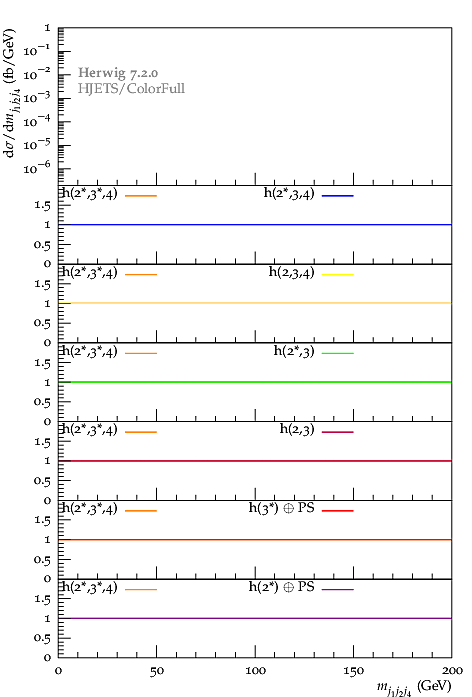 dσ/dm_{j1j2j4} (fb/GeV)
1
10^{-1}
10^{-2}
10^{-3}
10^{-4}
10^{-5}
10^{-6}
Herwig 7.2.0
HJETS/ColorFull
h(2*,3*,4) h(2*,3,4)
1.5
1
0.5
0
h(2*,3*,4) h(2,3,4)
1.5
1
0.5
0
h(2*,3*,4) h(2*,3)
1.5
1
0.5
0
h(2*,3*,4) h(2,3)
1.5
1
0.5
0
h(2*,3*,4) h(3*) ⊕ PS
1.5
1
0.5
0
h(2*,3*,4) h(2*) ⊕ PS
1.5
1
0.5
0
0 50 100 150 200
m_{j1j2j4} (GeV)